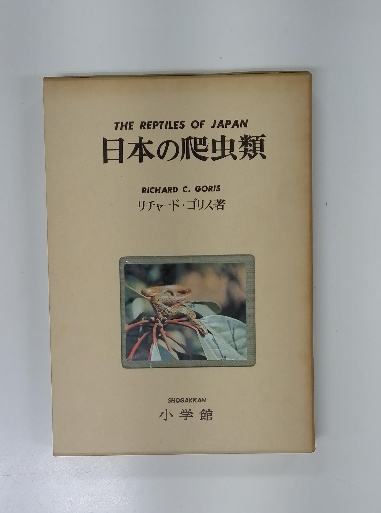 THE REPTILES OF JAPAN
日本の爬虫類
RICHARD C. GORIS
リチャード・ゴリス著
SHOGAKKAN
小学館